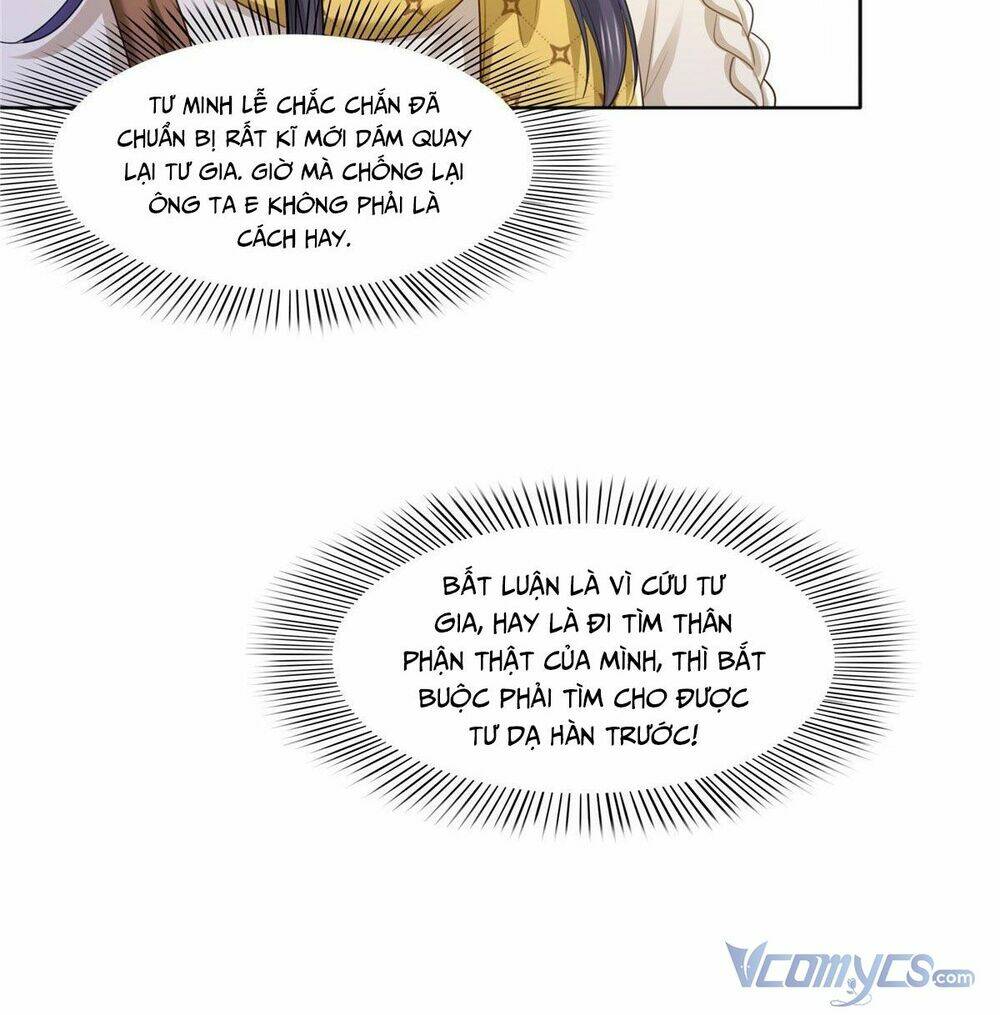 TƯ MINH LỄ CHẮC CHẮN ĐÃ
CHUẨN BỊ RẤT KĨ MỚI DÁM QUAY
LẠI TƯ GIA. GIỜ MÀ CHỐNG LẠI
ÔNG TA E KHÔNG PHẢI LÀ
CÁCH HAY.
BẤT LUẬN LÀ VÌ CỨU TƯ
GIA, HAY LÀ ĐI TÌM THÂN
PHẬN THẬT CỦA MÌNH, THÌ BẮT
BUỘC PHẢI TÌM CHO ĐƯỢC
TƯ DẠ HÀN TRƯỚC!
VCOMYCS.com